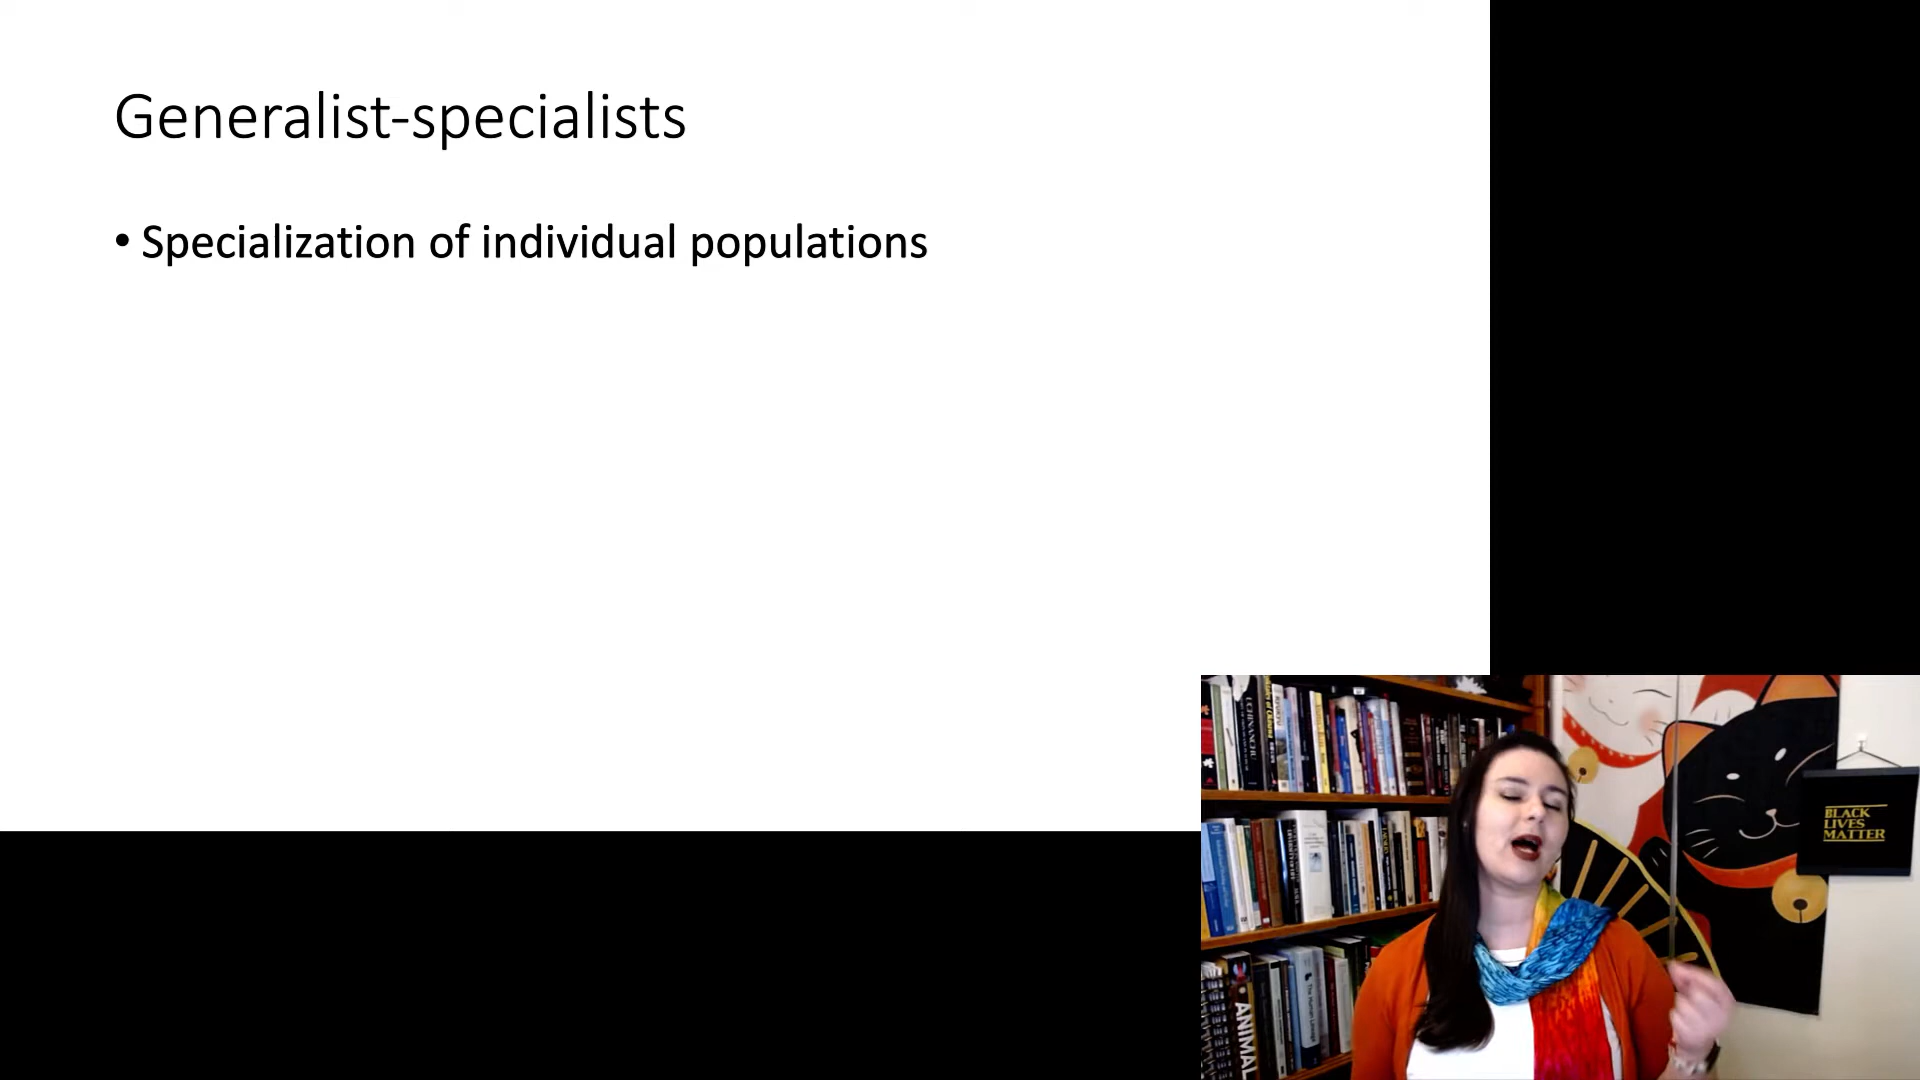 Generalist-specialists
• Specialization of individual populations
BLACK
LIVES
MATTER
ANIMAL